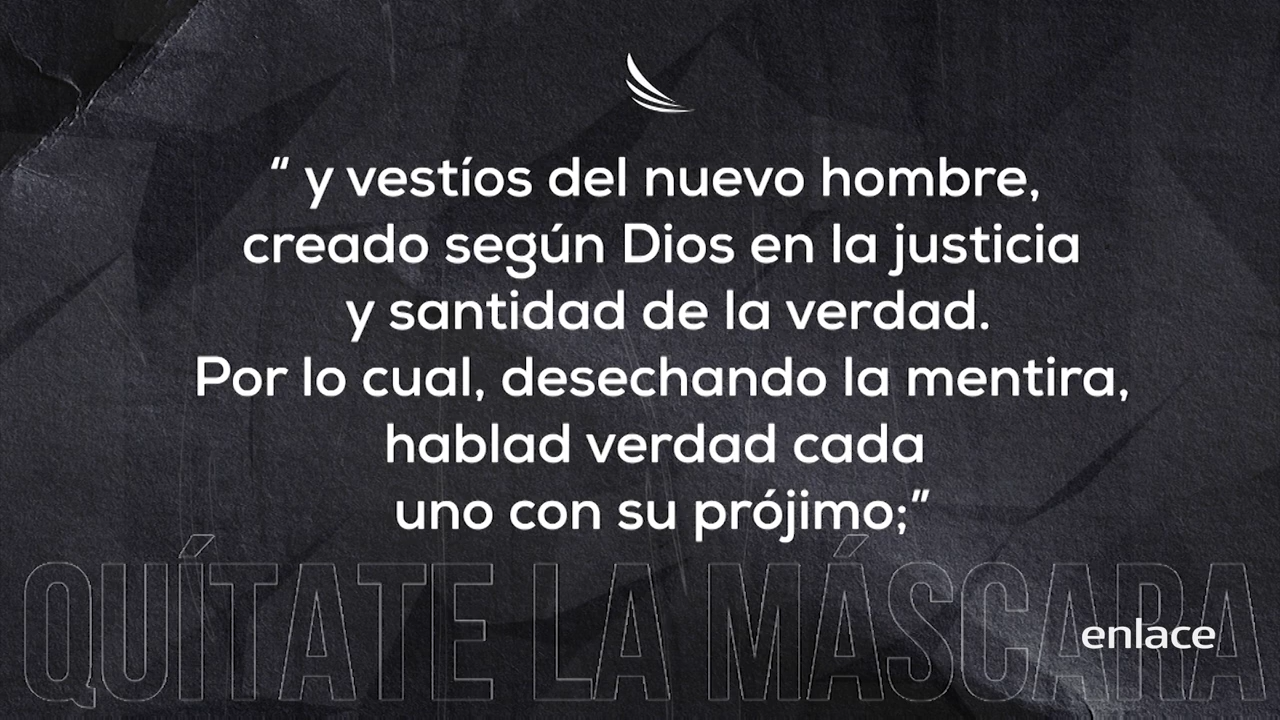 “ y vestíos del nuevo hombre,
creado según Dios en la justicia
y santidad de la verdad.
Por lo cual, desechando la mentira,
hablad verdad cada
uno con su prójimo;”
QUÍTATE LA MÁSCARA
enlace